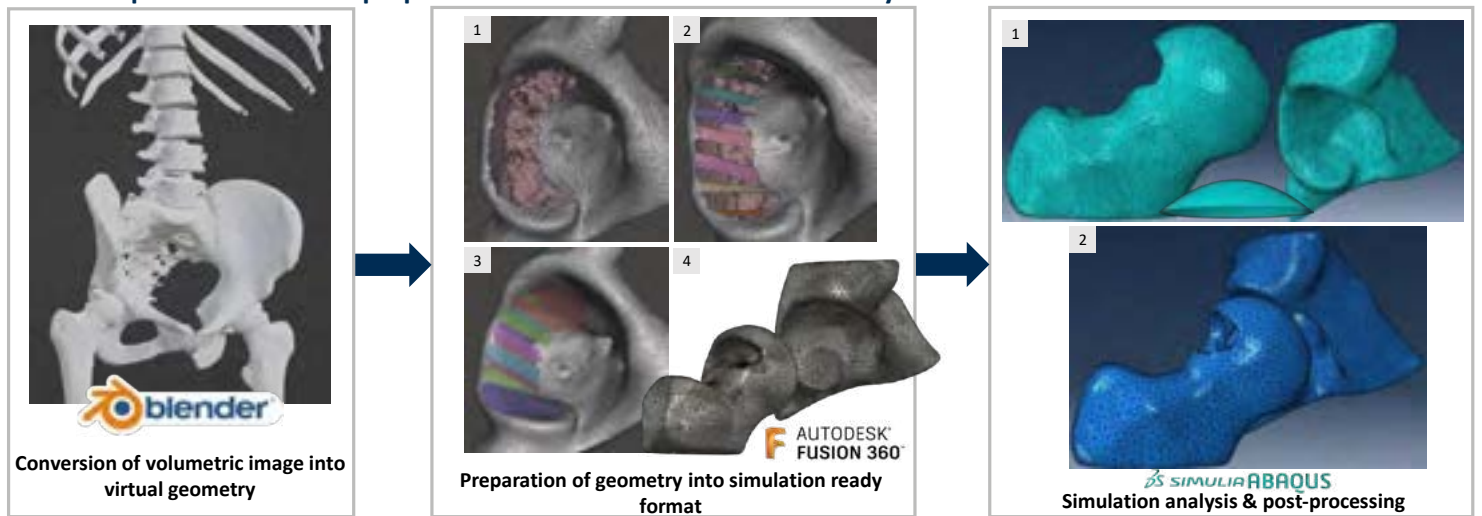 blender
Conversion of volumetric image into
virtual geometry
1
2
3
4
AUTODESK
FUSION 360
Preparation of geometry into simulation ready
format
1
2
SIMULIA ABAQUS
Simulation analysis & post-processing